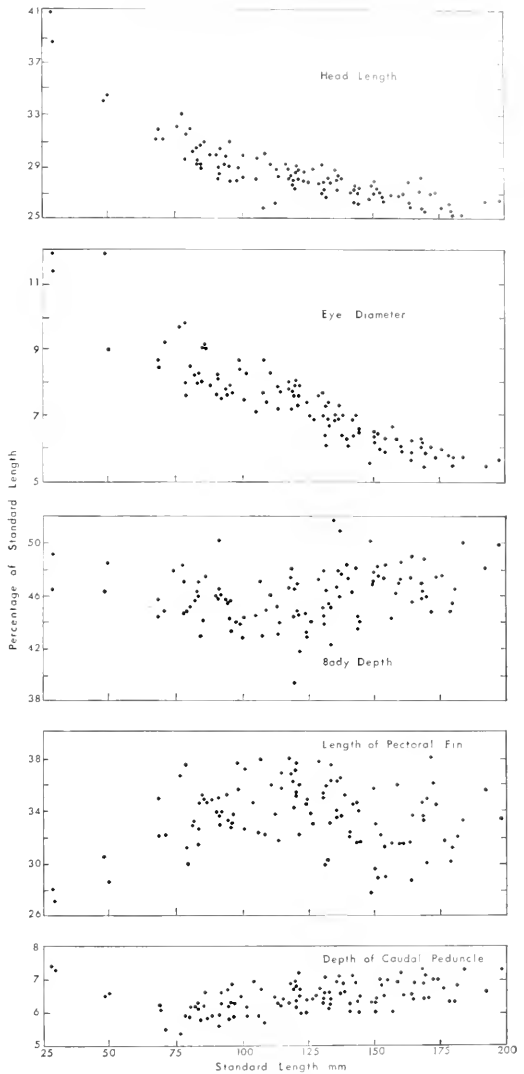 41
37
Head Length
33
29
25
11
Eye Diameter
9
7
5
Percentage of Standard Length
50
46
42
Body Depth
38
Length of Pectoral Fin
38
34
30
26
8
Depth of Caudal Peduncle
7
6
5
25 50 75 100 125 150 175 200
Standard Length mm